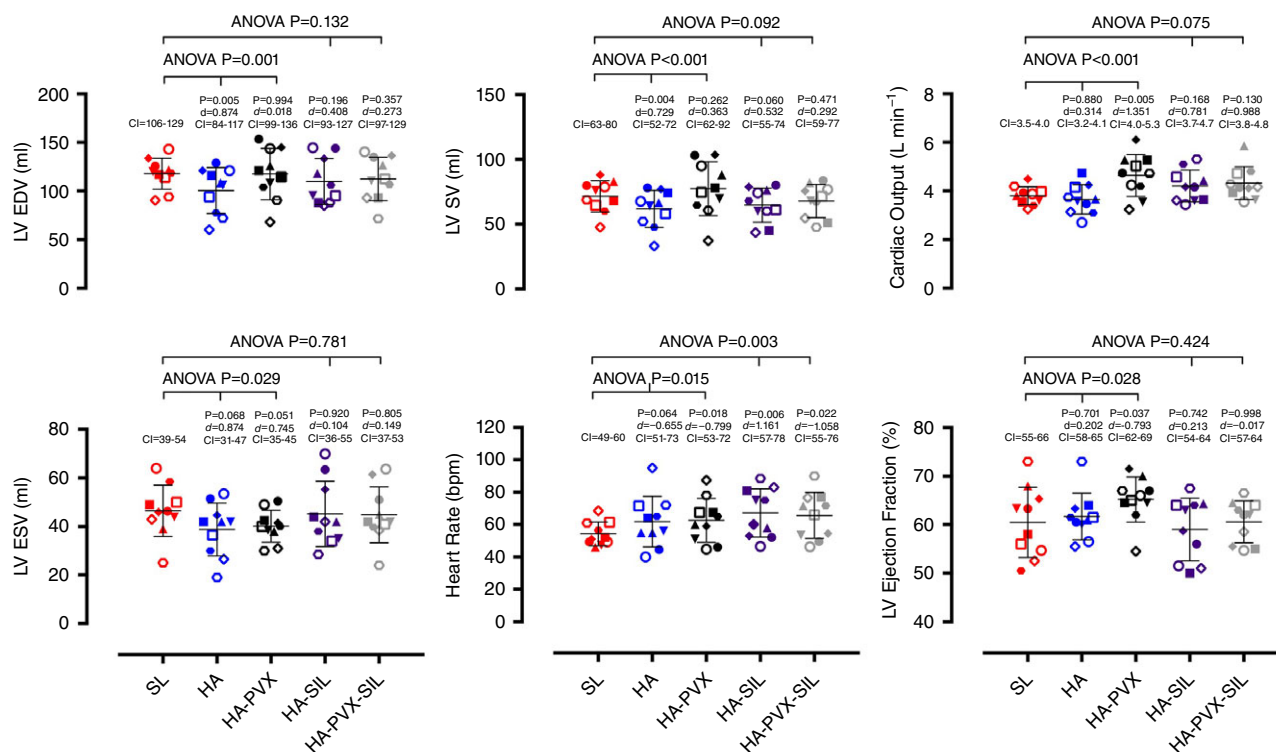 ANOVA P=0.132
ANOVA P=0.001
P=0.005 P=0.994 P=0.196 P=0.357
d=0.874 d=0.018 d=0.408 d=0.273
CI=106-129 CI=84-117 CI=99-136 CI=93-127 CI=97-129
LV EDV (ml)
200
150
100
50
0
ANOVA P=0.092
ANOVA P<0.001
P=0.004 P=0.262 P=0.060 P=0.471
d=0.729 d=0.363 d=0.532 d=0.292
CI=63-80 CI=52-72 CI=62-92 CI=55-74 CI=59-77
LV SV (ml)
150
100
50
0
ANOVA P=0.075
ANOVA P<0.001
P=0.880 P=0.005 P=0.168 P=0.130
d=0.314 d=1.351 d=0.781 d=0.988
CI=3.5-4.0 CI=3.2-4.1 CI=4.0-5.3 CI=3.7-4.7 CI=3.8-4.8
Cardiac Output (L min⁻¹)
8
6
4
2
0
ANOVA P=0.781
ANOVA P=0.029
P=0.068 P=0.051 P=0.920 P=0.805
d=0.874 d=0.745 d=0.104 d=0.149
CI=39-54 CI=31-47 CI=35-45 CI=36-55 CI=37-53
LV ESV (ml)
80
60
40
20
0
SL HA HA-PVX HA-SIL HA-PVX-SIL
ANOVA P=0.003
ANOVA P=0.015
P=0.064 P=0.018 P=0.006 P=0.022
d=−0.655 d=−0.799 d=1.161 d=−1.058
CI=49-60 CI=51-73 CI=53-72 CI=57-78 CI=55-76
Heart Rate (bpm)
120
100
80
60
40
20
0
SL HA HA-PVX HA-SIL HA-PVX-SIL
ANOVA P=0.424
ANOVA P=0.028
P=0.701 P=0.037 P=0.742 P=0.998
d=0.202 d=-0.793 d=0.213 d=-0.017
CI=55-66 CI=58-65 CI=62-69 CI=54-64 CI=57-64
LV Ejection Fraction (%)
80
70
60
50
40
SL HA HA-PVX HA-SIL HA-PVX-SIL